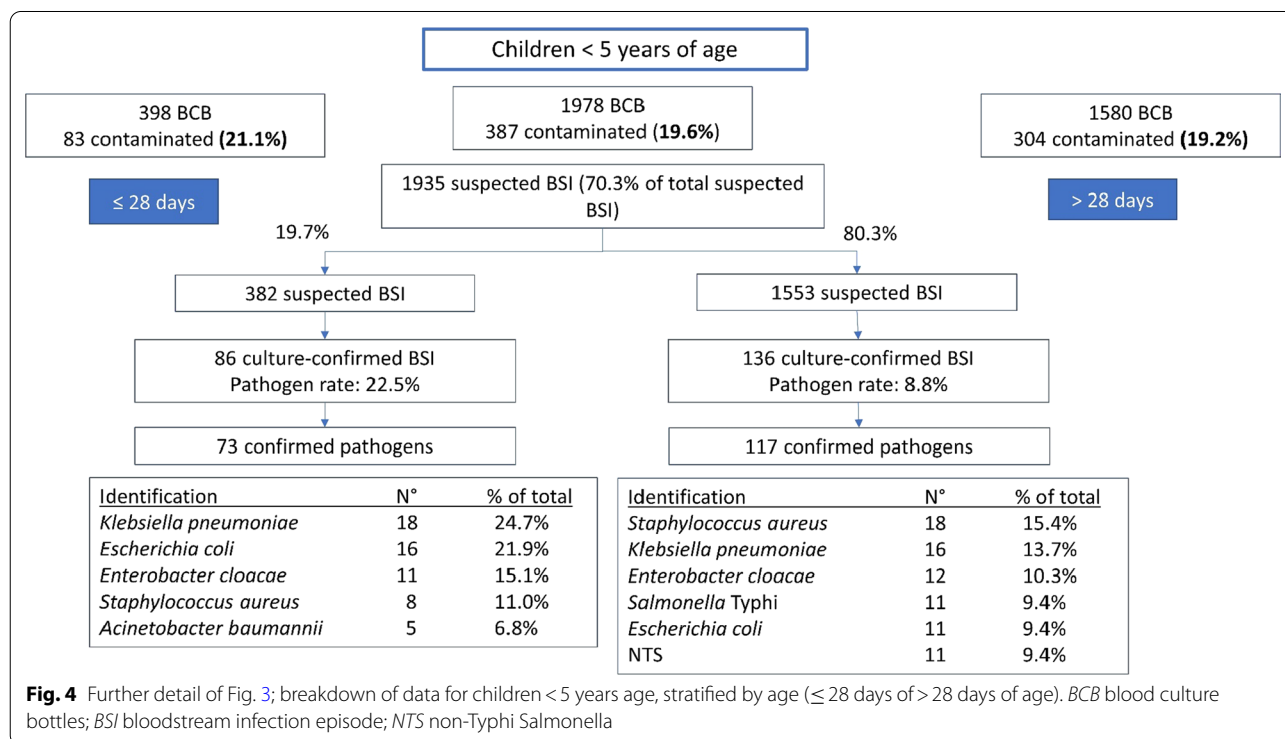 Children < 5 years of age
398 BCB
83 contaminated (21.1%)
1978 BCB
387 contaminated (19.6%)
1580 BCB
304 contaminated (19.2%)
≤ 28 days
1935 suspected BSI (70.3% of total suspected
BSI)
> 28 days
19.7%
80.3%
382 suspected BSI
1553 suspected BSI
86 culture-confirmed BSI
Pathogen rate: 22.5%
136 culture-confirmed BSI
Pathogen rate: 8.8%
73 confirmed pathogens
117 confirmed pathogens
Identification N° % of total
Klebsiella pneumoniae 18 24.7%
Escherichia coli 16 21.9%
Enterobacter cloacae 11 15.1%
Staphylococcus aureus 8 11.0%
Acinetobacter baumannii 5 6.8%
Identification N° % of total
Staphylococcus aureus 18 15.4%
Klebsiella pneumoniae 16 13.7%
Enterobacter cloacae 12 10.3%
Salmonella Typhi 11 9.4%
Escherichia coli 11 9.4%
NTS 11 9.4%
Fig. 4 Further detail of Fig. 3; breakdown of data for children < 5 years age, stratified by age (≤ 28 days of > 28 days of age). BCB blood culture
bottles; BSI bloodstream infection episode; NTS non-Typhi Salmonella